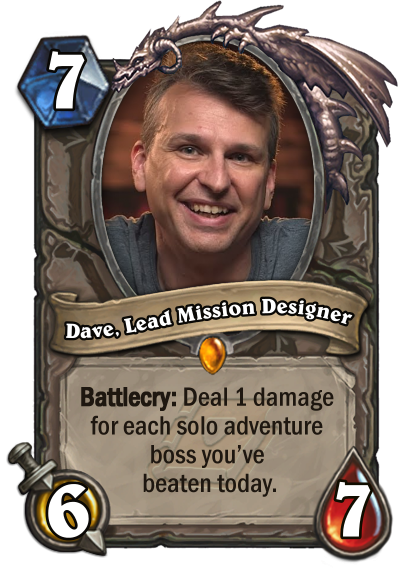 7
Dave, Lead Mission Designer
Battlecry: Deal 1 damage
for each solo adventure
boss you've
beaten today.
6
7